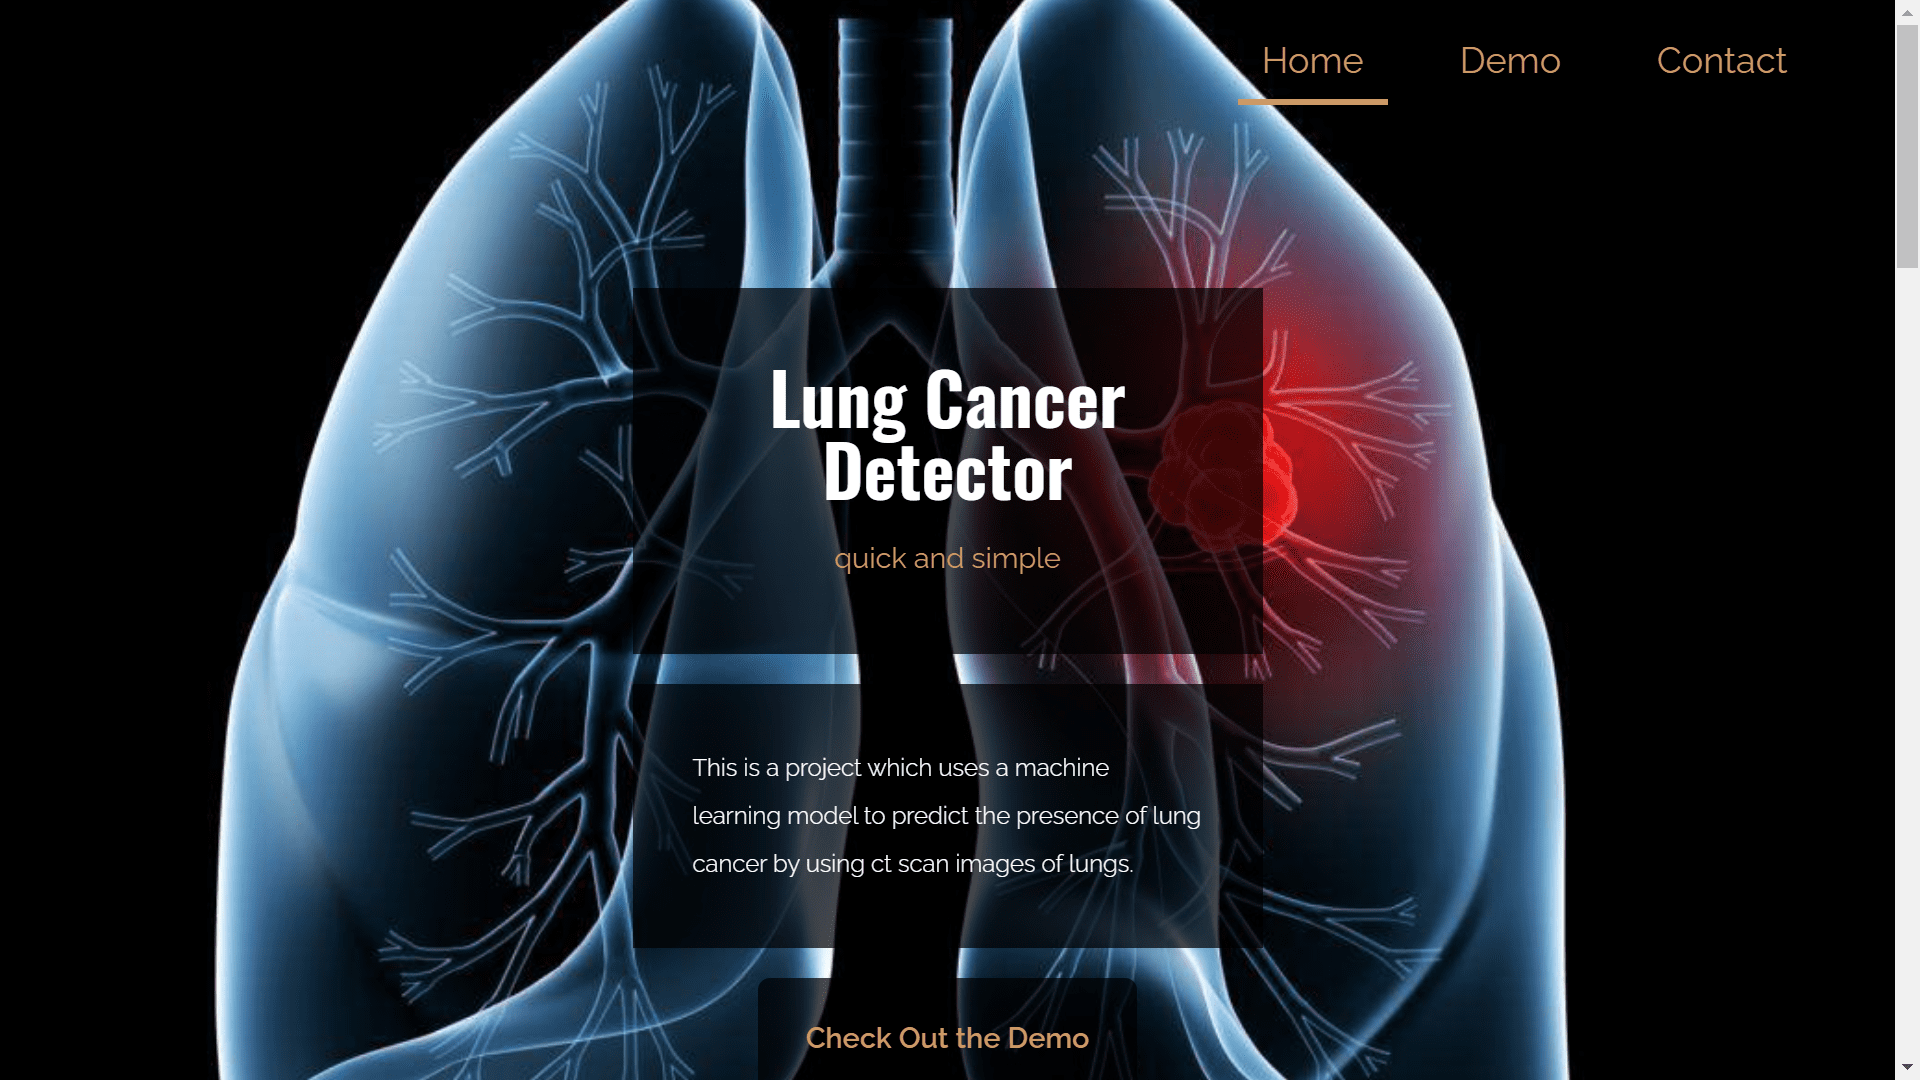 Home Demo Contact
Lung Cancer
Detector
quick and simple
This is a project which uses a machine
learning model to predict the presence of lung
cancer by using ct scan images of lungs.
Check Out the Demo